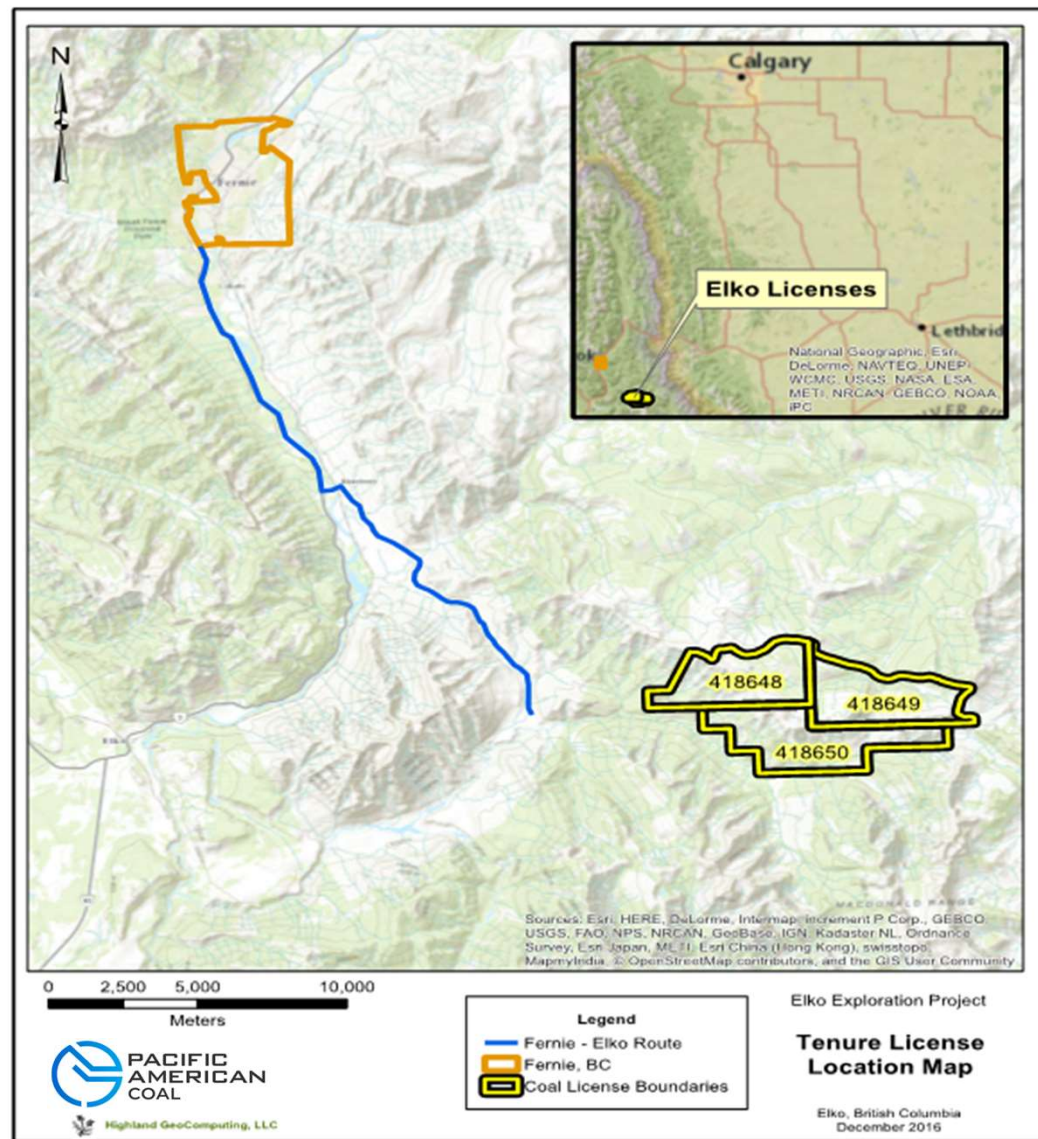 N
Calgary
Elko Licenses
Lethbrid
ok
National Geographic, Esri,
DeLorme, NAVTEQ, UNEP-
WCMC, USGS, NASA, ESA,
METI, NRCAN, GEBCO, NOAA,
iPC
Fernie
418648
418649
418650
MACDONALD RANGE
Sources: Esri, HERE, DeLorme, Intermap, increment P Corp., GEBCO,
USGS, FAO, NPS, NRCAN, GeoBase, IGN, Kadaster NL, Ordnance
Survey, Esri Japan, METI, Esri China (Hong Kong), swisstopo,
MapmyIndia, © OpenStreetMap contributors, and the GIS User Community
0 2,500 5,000 10,000
Meters
PACIFIC
AMERICAN
COAL
Highland GeoComputing, LLC
Legend
Fernie - Elko Route
Fernie, BC
Coal License Boundaries
Elko Exploration Project
Tenure License
Location Map
Elko, British Columbia
December 2016